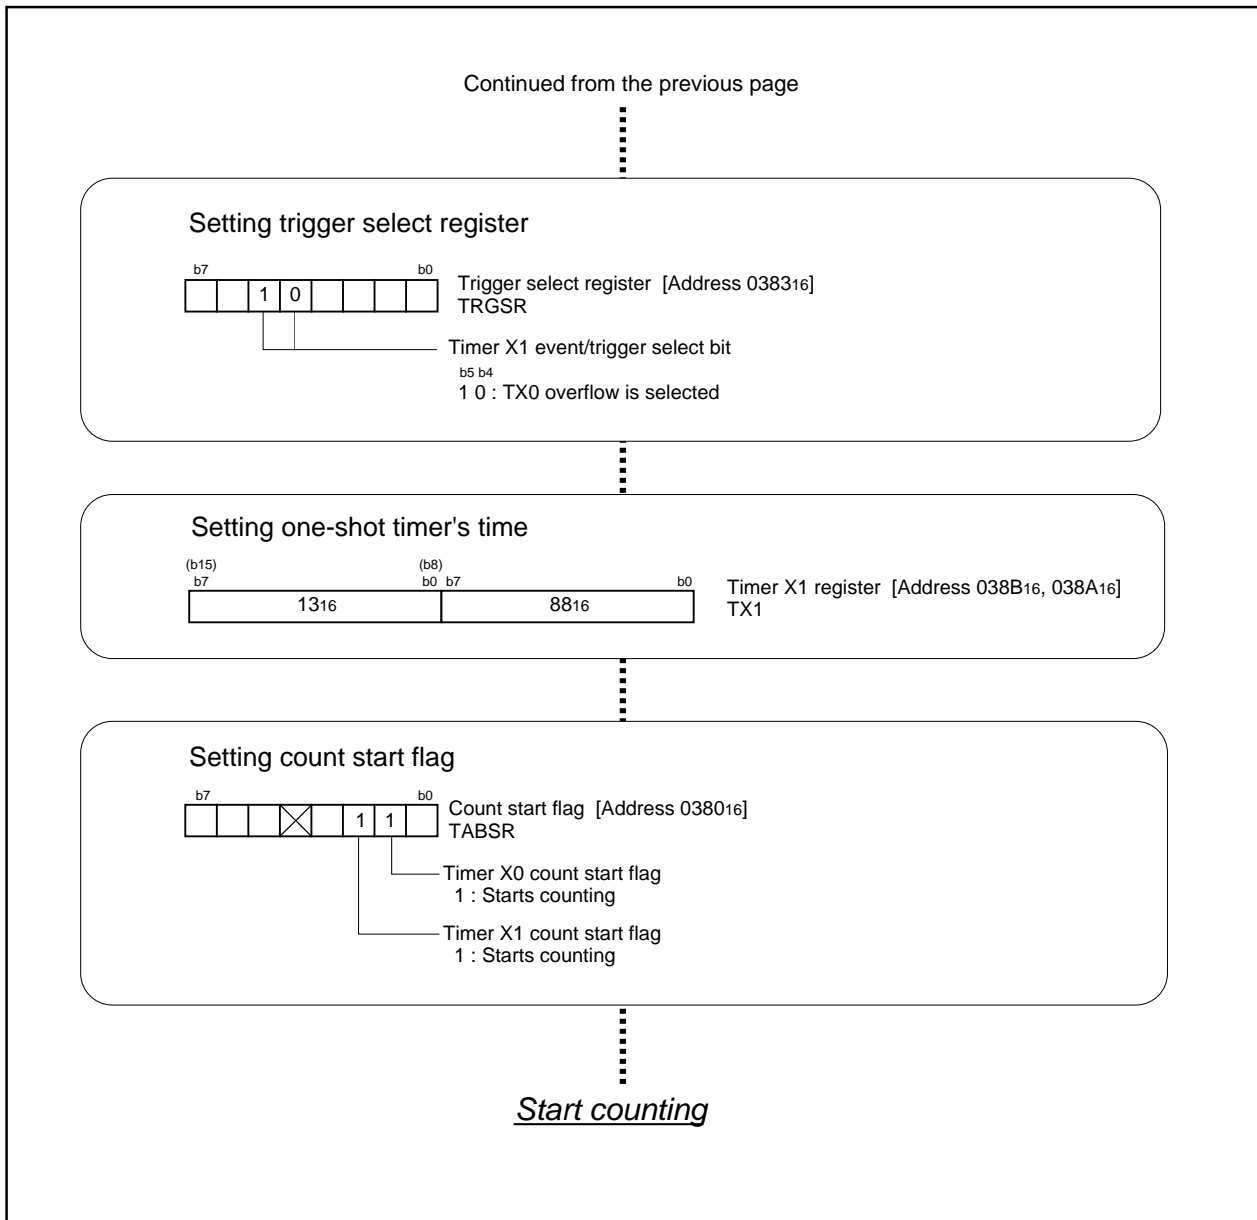 Continued from the previous page
Setting trigger select register
b7 b0
1 0
Trigger select register [Address 038316]
TRGSR
Timer X1 event/trigger select bit
b5 b4
1 0 : TX0 overflow is selected
Setting one-shot timer's time
(b15) (b8)
b7 b0 b7 b0
1316 8816
Timer X1 register [Address 038B16, 038A16]
TX1
Setting count start flag
b7 b0
1 1
Count start flag [Address 038016]
TABSR
Timer X0 count start flag
1 : Starts counting
Timer X1 count start flag
1 : Starts counting
Start counting